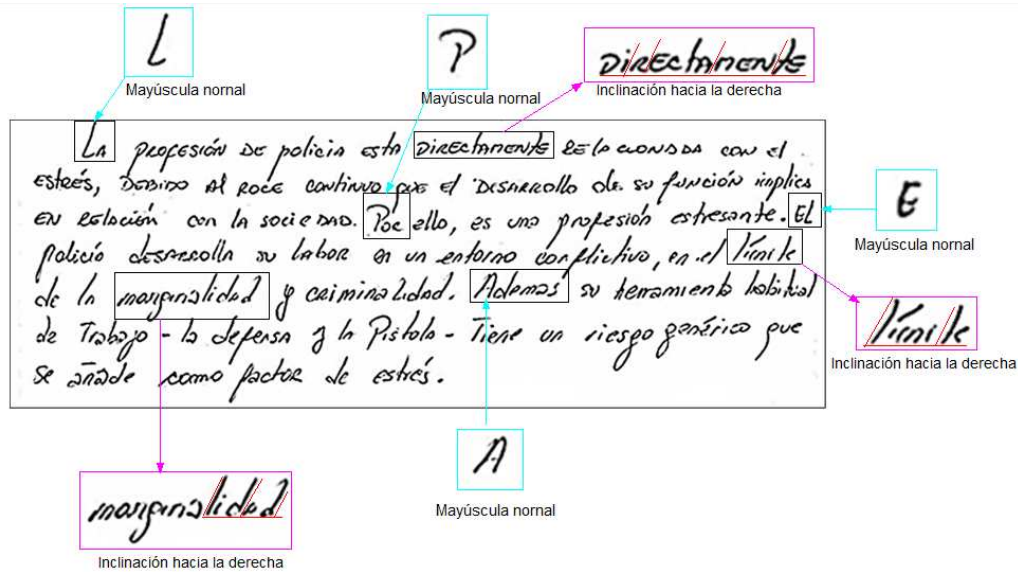 L
P
DIRECTAMENTE
Mayúscula nornal
Mayúscula nornal
Inclinación hacia la derecha
LA PROFESIÓN DE policia esta DIRECTAMENTE RELACIONADA CON el
estrés, DEBIDO Al ROCE continuo que El DESARROLLO de su función implica
EN RELACIÓN con la sociedad. Por ello, es una profesión estresante. El
policia desarrolla su labor en un entorno conflictivo, en el límite
de la marginalidad y criminalidad. Además su herramienta habitual
de Trabajo - la defensa y la Pistola - Tiene un riesgo genérico que
se añade como factor de estrés.
E
Mayúscula nornal
límite
Inclinación hacia la derecha
A
Mayúscula nornal
marginalidad
Inclinación hacia la derecha